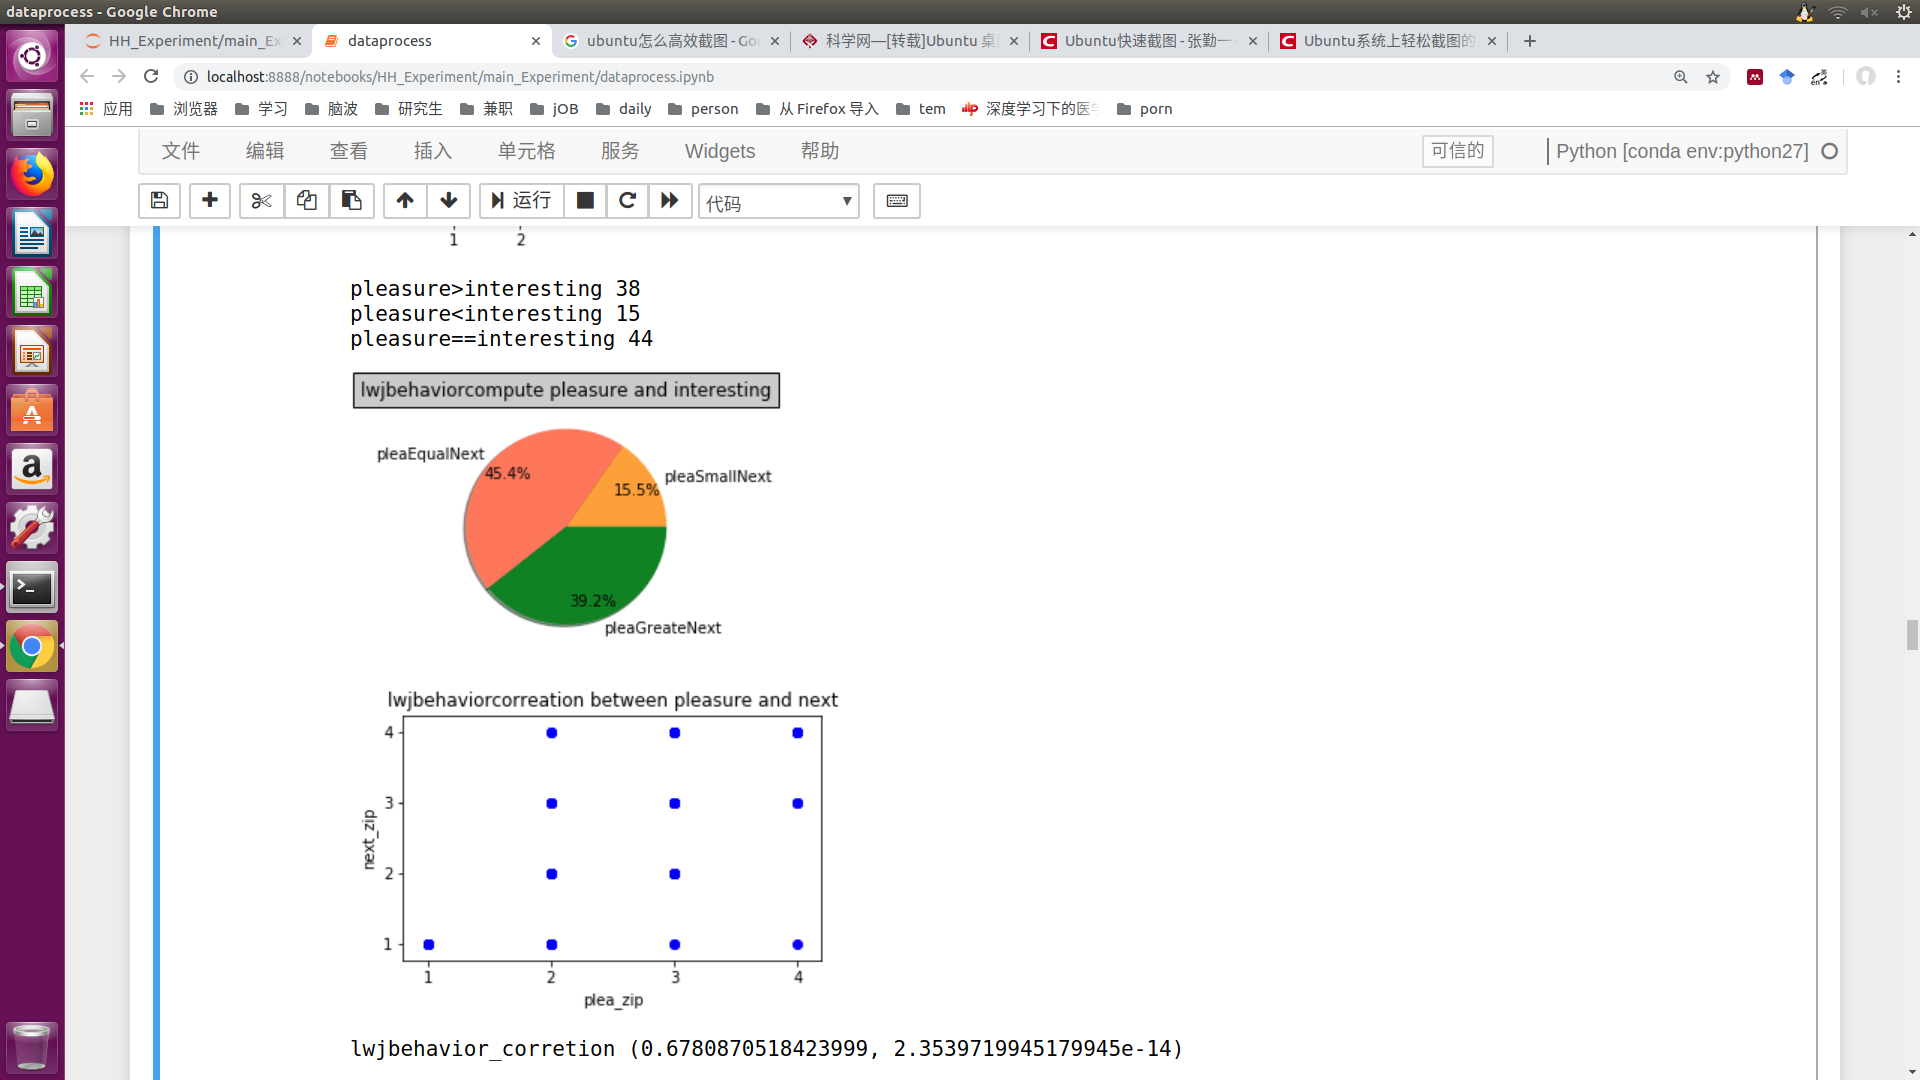 dataprocess - Google Chrome
HH_Experiment/main_Ex
dataprocess
ubuntu怎么高效截图 - Goo
科学网—[转载]Ubuntu 桌面
Ubuntu快速截图 - 张勤一 -
Ubuntu系统上轻松截图的
localhost:8888/notebooks/HH_Experiment/main_Experiment/dataprocess.ipynb
应用 浏览器 学习 脑波 研究生 兼职 jOB daily person 从 Firefox 导入 tem 深度学习下的医学 porn
文件 编辑 查看 插入 单元格 服务 Widgets 帮助 可信的 Python [conda env:python27]
运行 代码
1 2
pleasure>interesting 38
pleasure<interesting 15
pleasure==interesting 44
lwjbehaviorcompute pleasure and interesting
pleaEqualNext
45.4%
pleaSmallNext
15.5%
39.2%
pleaGreateNext
lwjbehaviorcorreation between pleasure and next
4
3
2
1
next_zip
1 2 3 4
plea_zip
lwjbehavior_corretion (0.6780870518423999, 2.3539719945179945e-14)